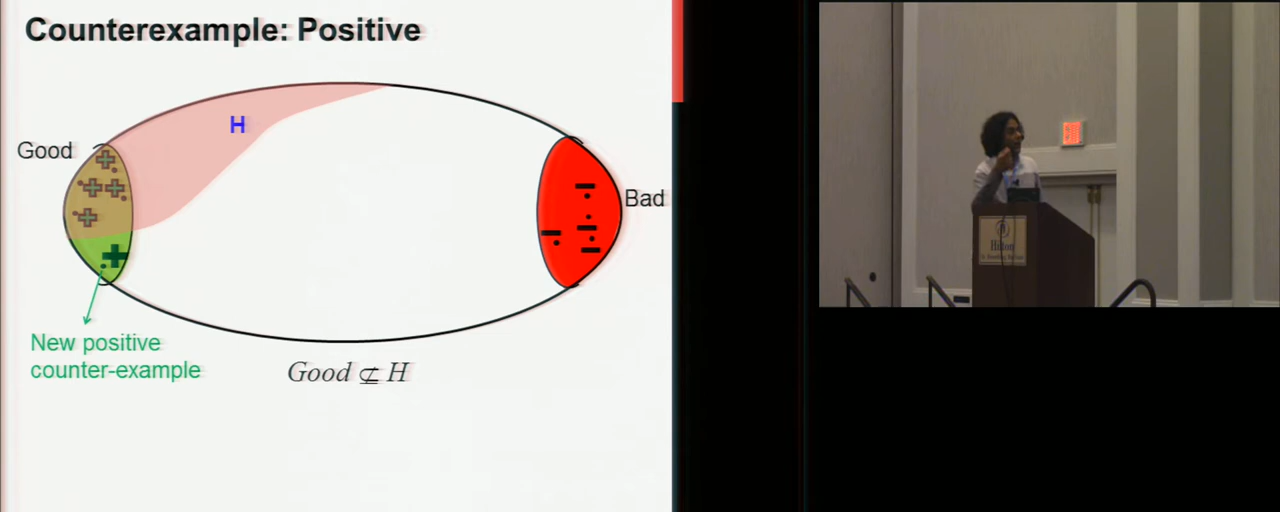 Counterexample: Positive
H
Good
Bad
New positive
counter-example
Good ⊈ H
Hilton